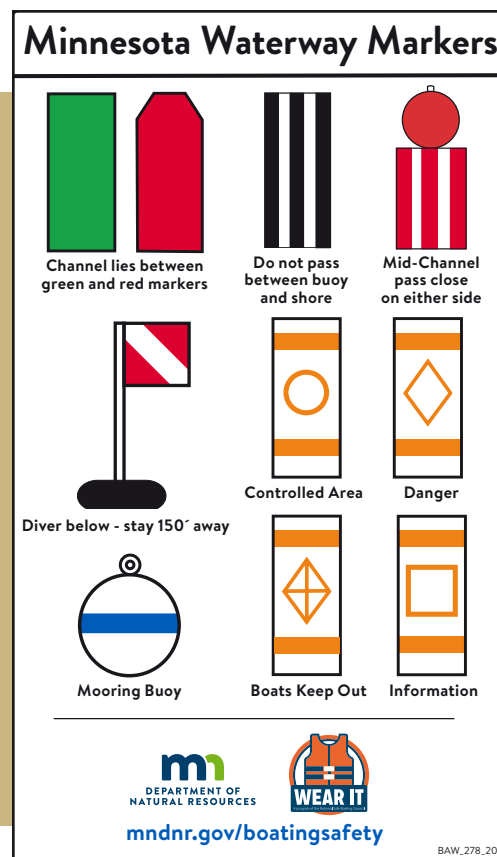 Minnesota Waterway Markers
Channel lies between
green and red markers
Do not pass
between buoy
and shore
Mid-Channel
pass close
on either side
Diver below - stay 150´ away
Controlled Area
Danger
Mooring Buoy
Boats Keep Out
Information
mn
DEPARTMENT OF
NATURAL RESOURCES
WEAR IT
mndnr.gov/boatingsafety
BAW_278_20